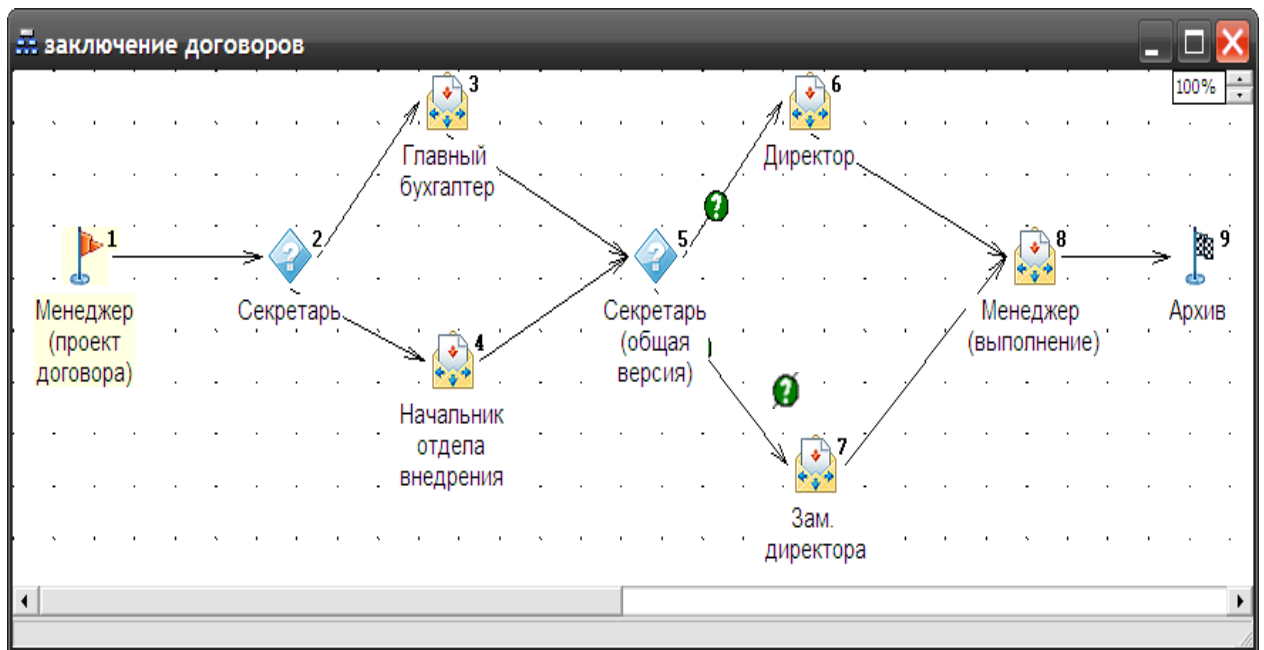 заключение договоров
100%
1
Менеджер
(проект
договора)
2
Секретарь
3
Главный
бухгалтер
4
Начальник
отдела
внедрения
5
Секретарь
(общая
версия)
6
Директор
7
Зам.
директора
8
Менеджер
(выполнение)
9
Архив